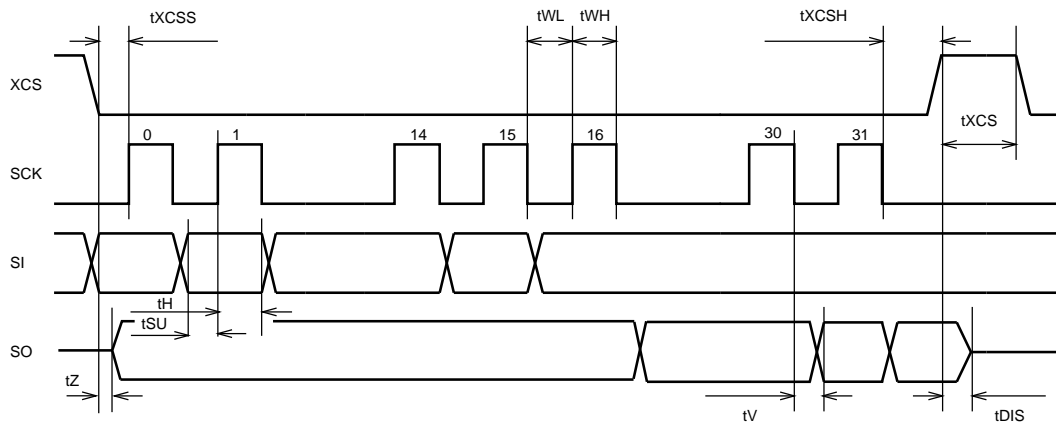 tXCSS
tWL
tWH
tXCSH
XCS
0
1
14
15
16
30
31
tXCS
SCK
SI
tH
tSU
SO
tZ
tV
tDIS